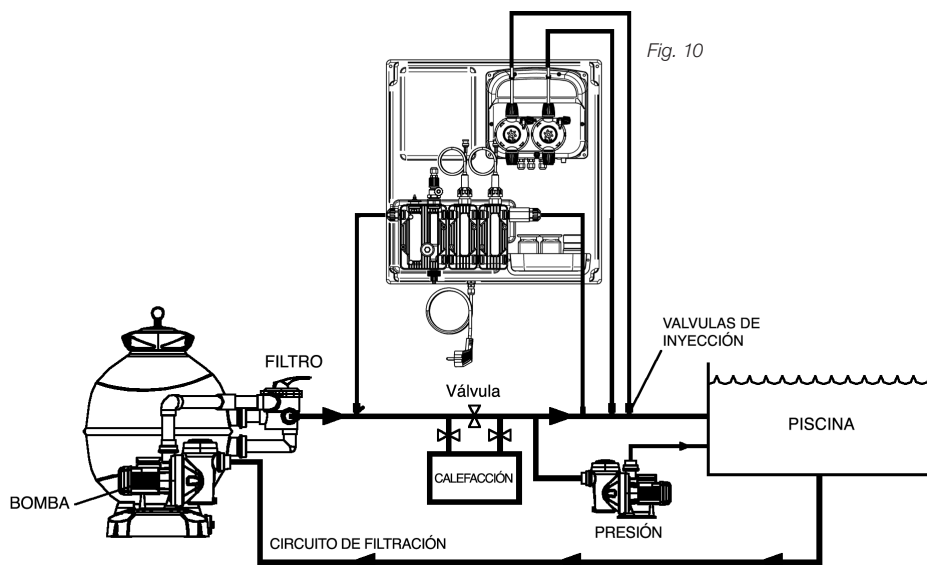 Fig. 10
VALVULAS DE
INYECCIÓN
FILTRO
Válvula
PISCINA
CALEFACCIÓN
BOMBA
PRESIÓN
CIRCUITO DE FILTRACIÓN